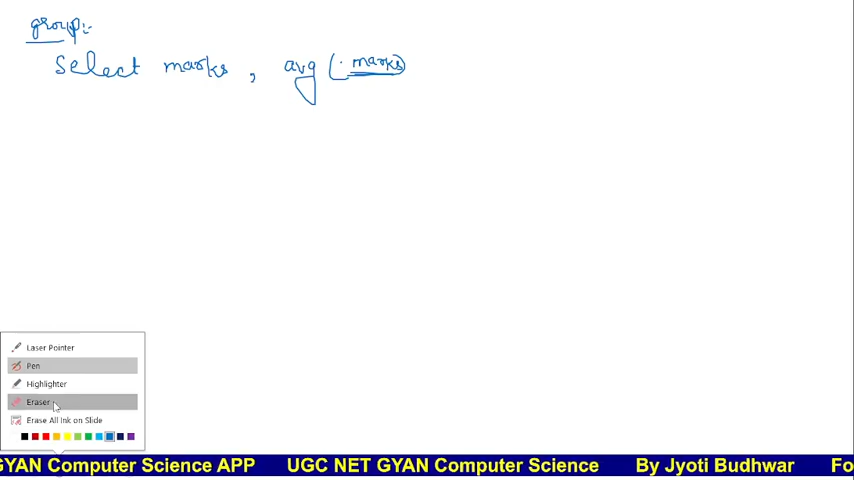 group:-
Select marks, avg (marks)
Laser Pointer
Pen
Highlighter
Eraser
Erase All Ink on Slide
GYAN Computer Science APP UGC NET GYAN Computer Science By Jyoti Budhwar Fo